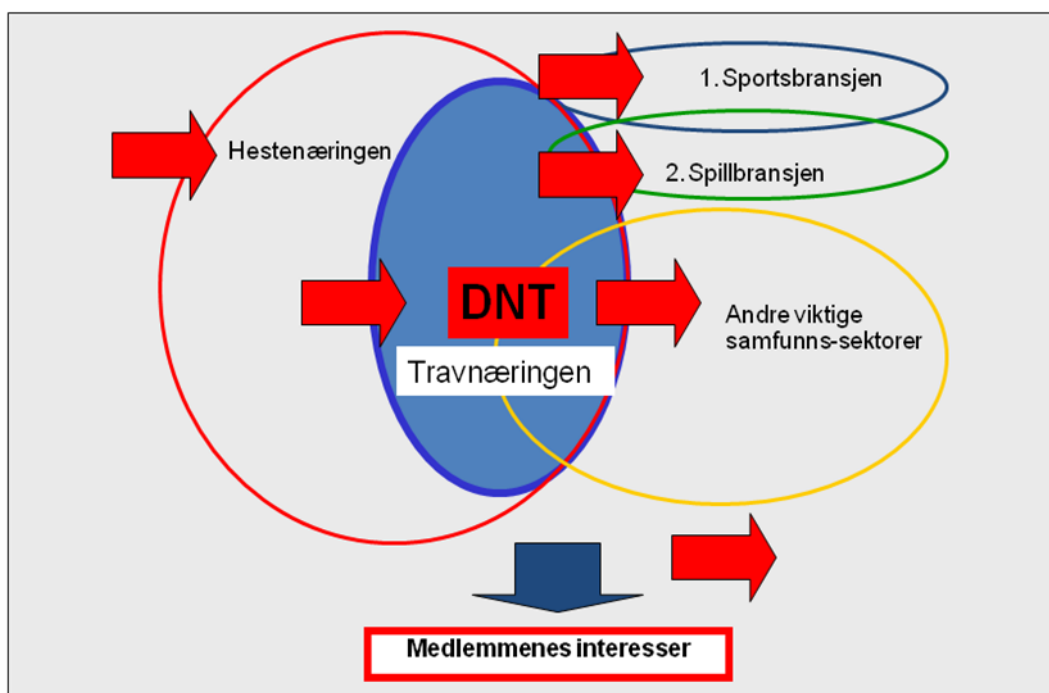 1. Sportsbransjen
Hestenæringen
2. Spillbransjen
DNT
Travnæringen
Andre viktige
samfunns-sektorer
Medlemmenes interesser